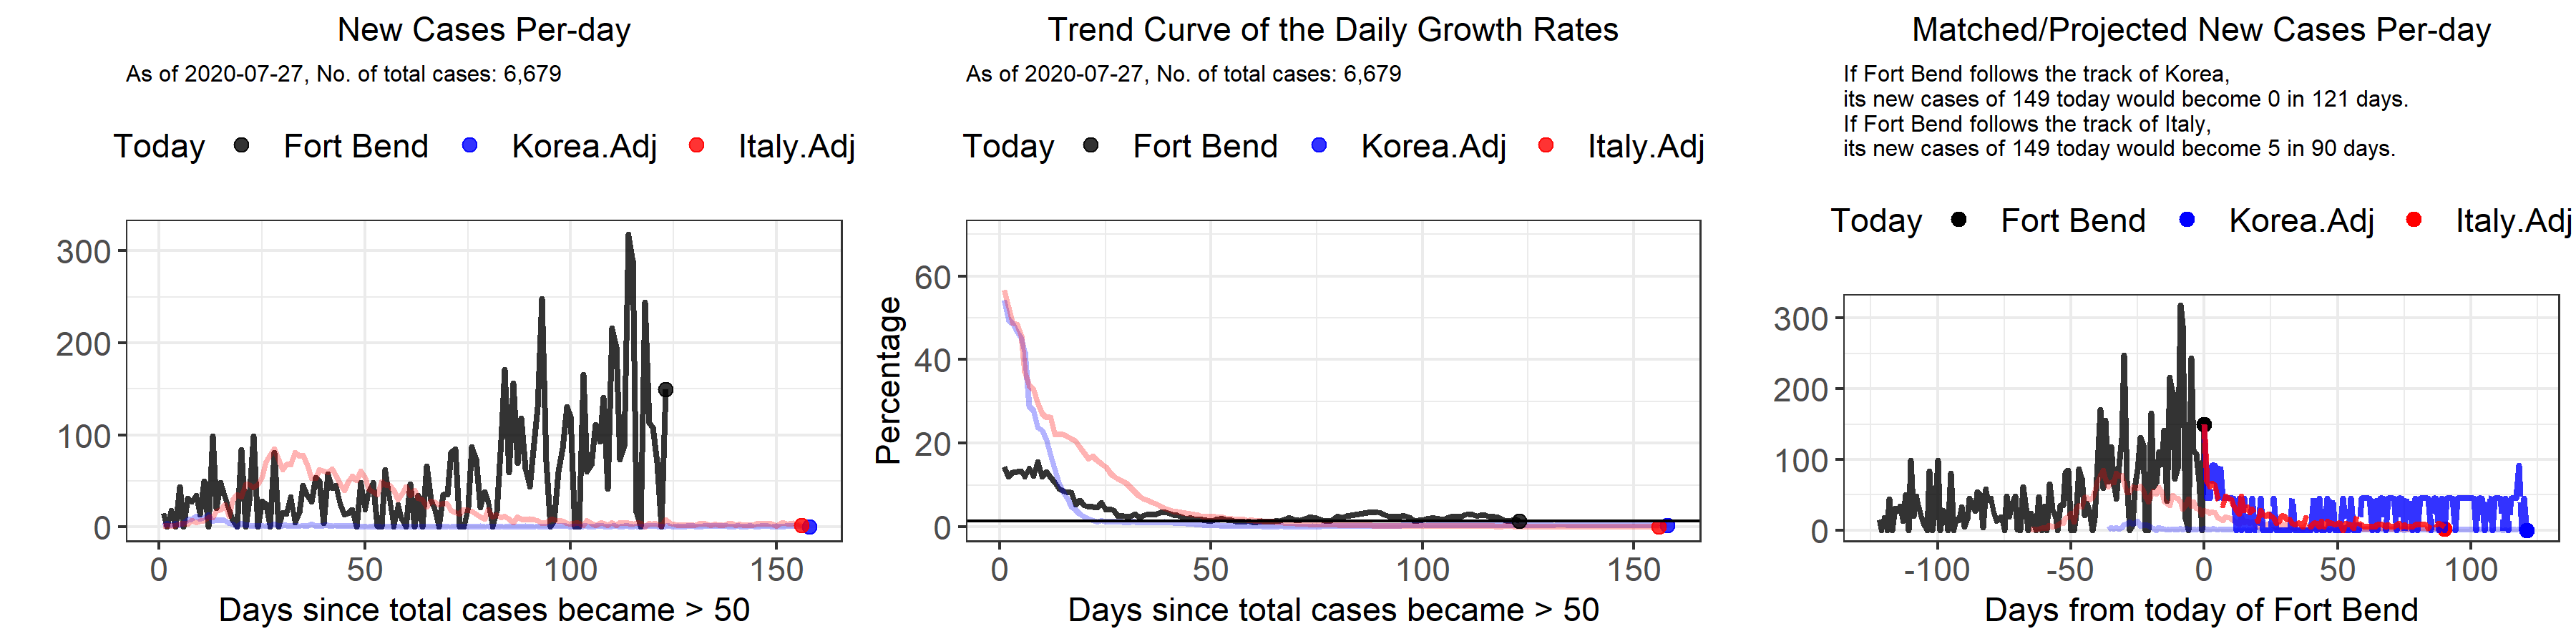 New Cases Per-day
As of 2020-07-27, No. of total cases: 6,679
Today Fort Bend Korea.Adj Italy.Adj
300
200
100
0
0 50 100 150
Days since total cases became > 50
Trend Curve of the Daily Growth Rates
As of 2020-07-27, No. of total cases: 6,679
Today Fort Bend Korea.Adj Italy.Adj
Percentage
60
40
20
0
0 50 100 150
Days since total cases became > 50
Matched/Projected New Cases Per-day
If Fort Bend follows the track of Korea,
its new cases of 149 today would become 0 in 121 days.
If Fort Bend follows the track of Italy,
its new cases of 149 today would become 5 in 90 days.
Today Fort Bend Korea.Adj Italy.Adj
300
200
100
0
-100 -50 0 50 100
Days from today of Fort Bend